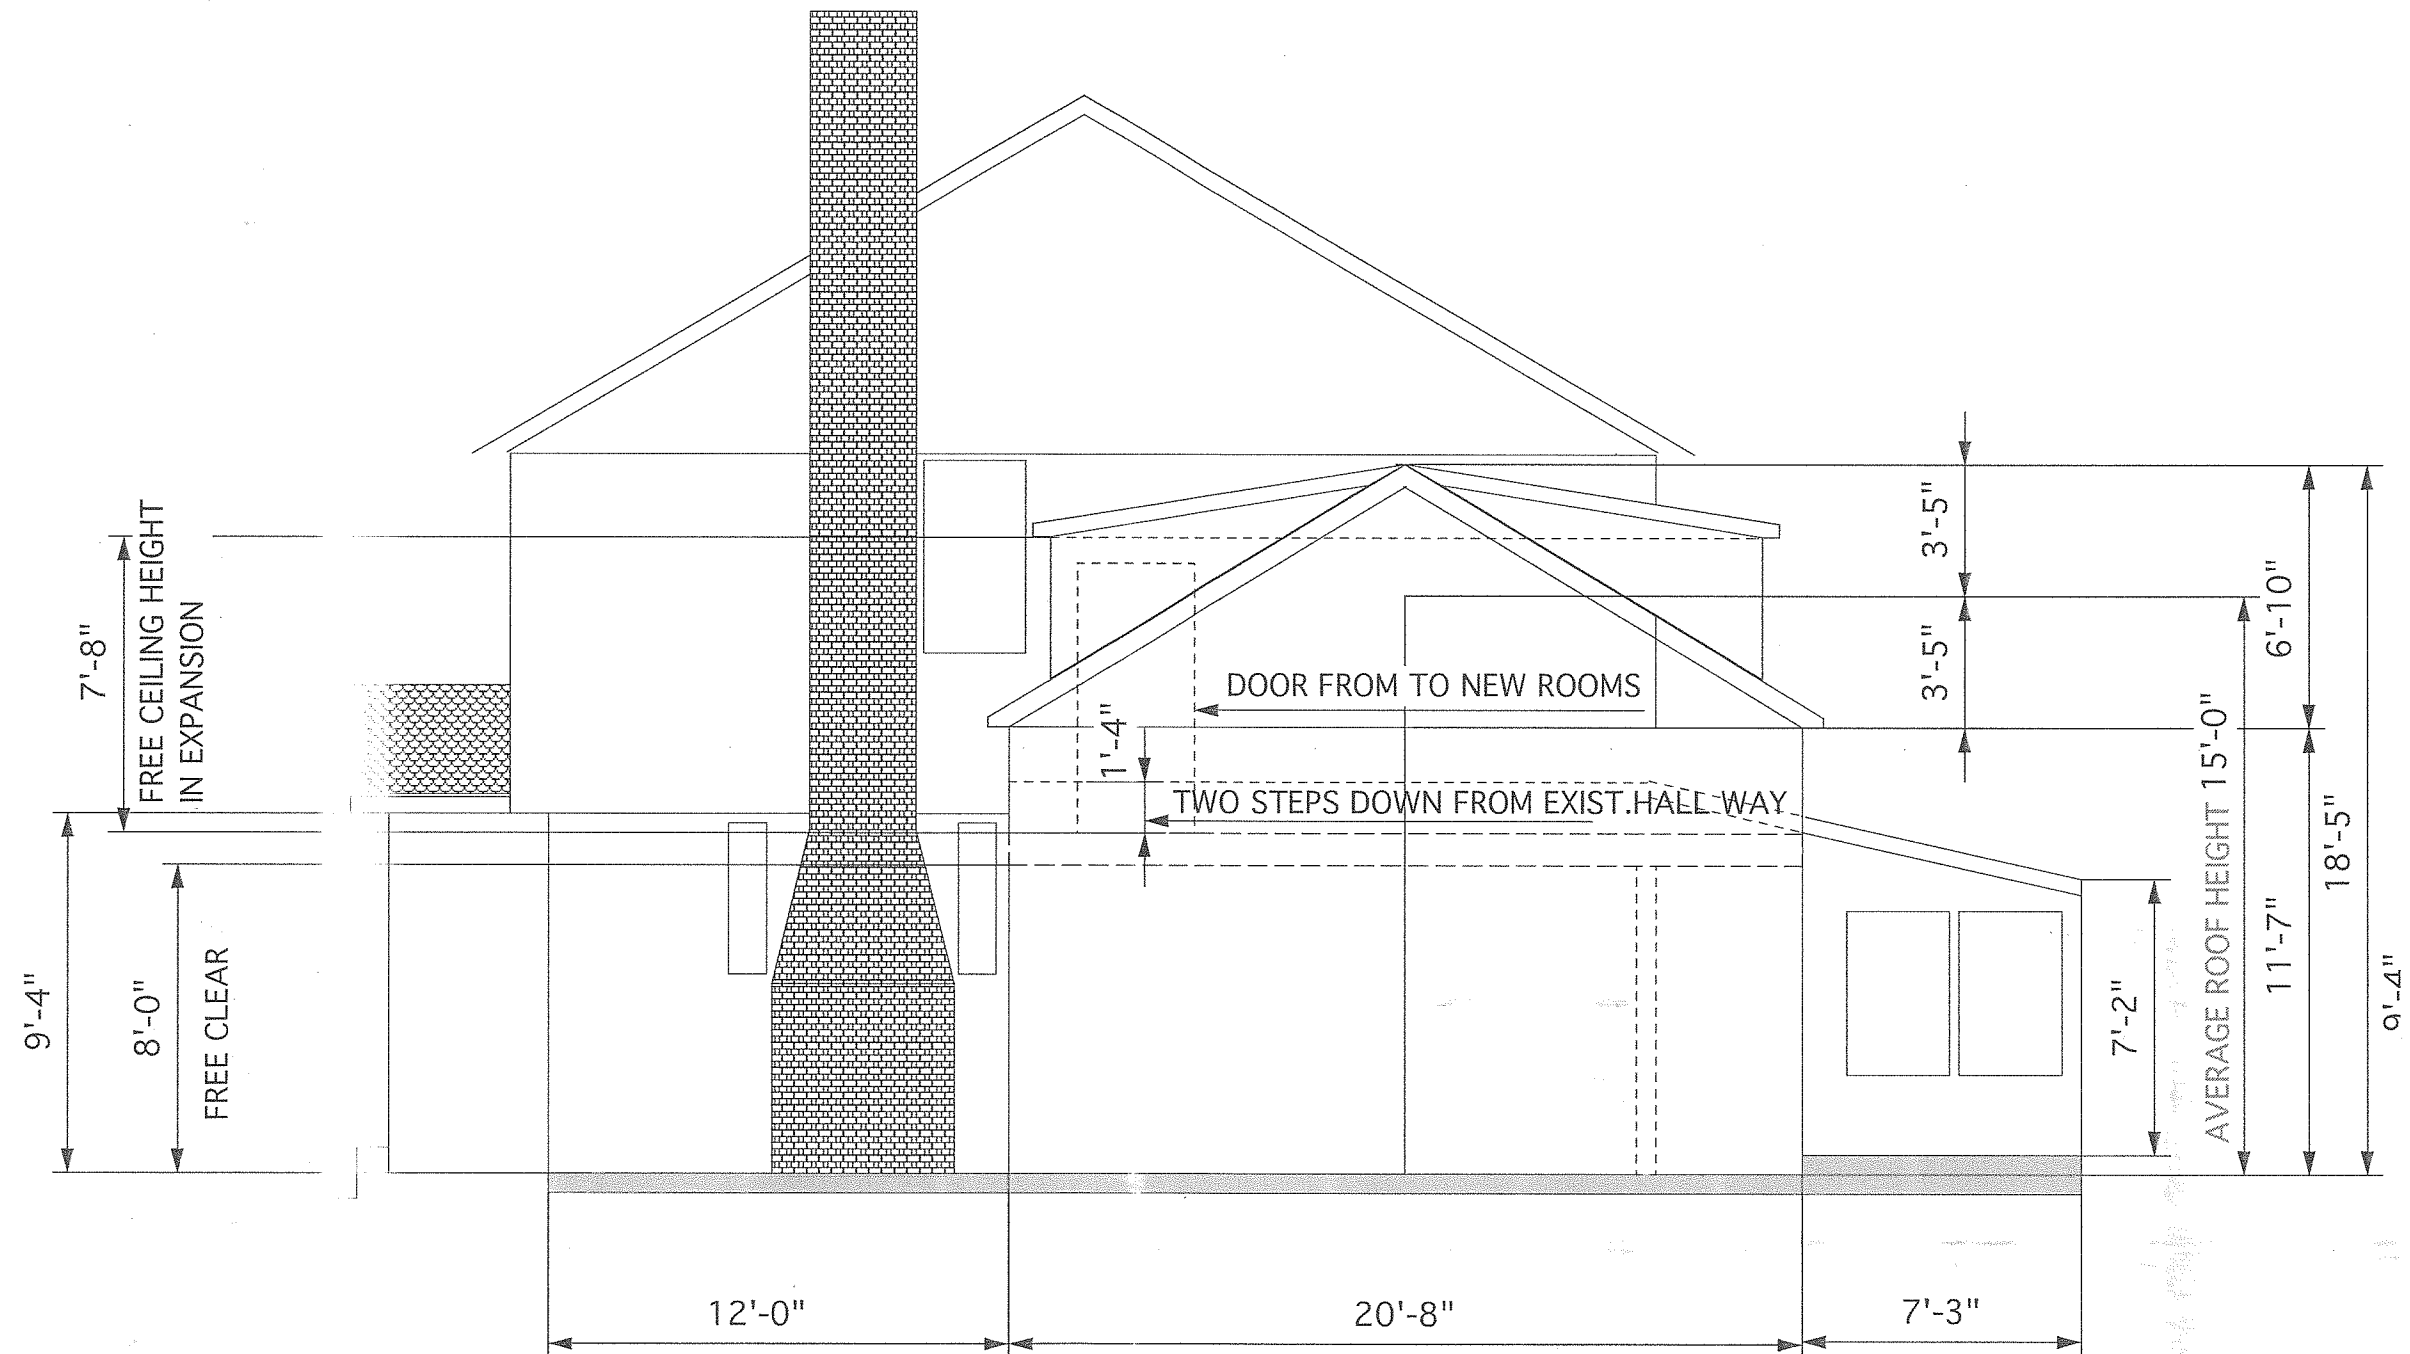 7'-8"
FREE CEILING HEIGHT
IN EXPANSION
9'-4"
8'-0"
FREE CLEAR
DOOR FROM TO NEW ROOMS
1'-4"
TWO STEPS DOWN FROM EXIST.HALL WAY
3'-5"
3'-5"
6'-10"
AVERAGE ROOF HEIGHT 15'-0"
11'-7"
18'-5"
9'-4"
7'-2"
12'-0"
20'-8"
7'-3"